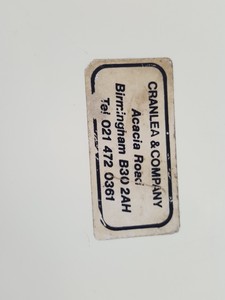 CRANLEA & COMPANY
Acacia Road
Birmingham B30 2AH
Tel 021 472 0361